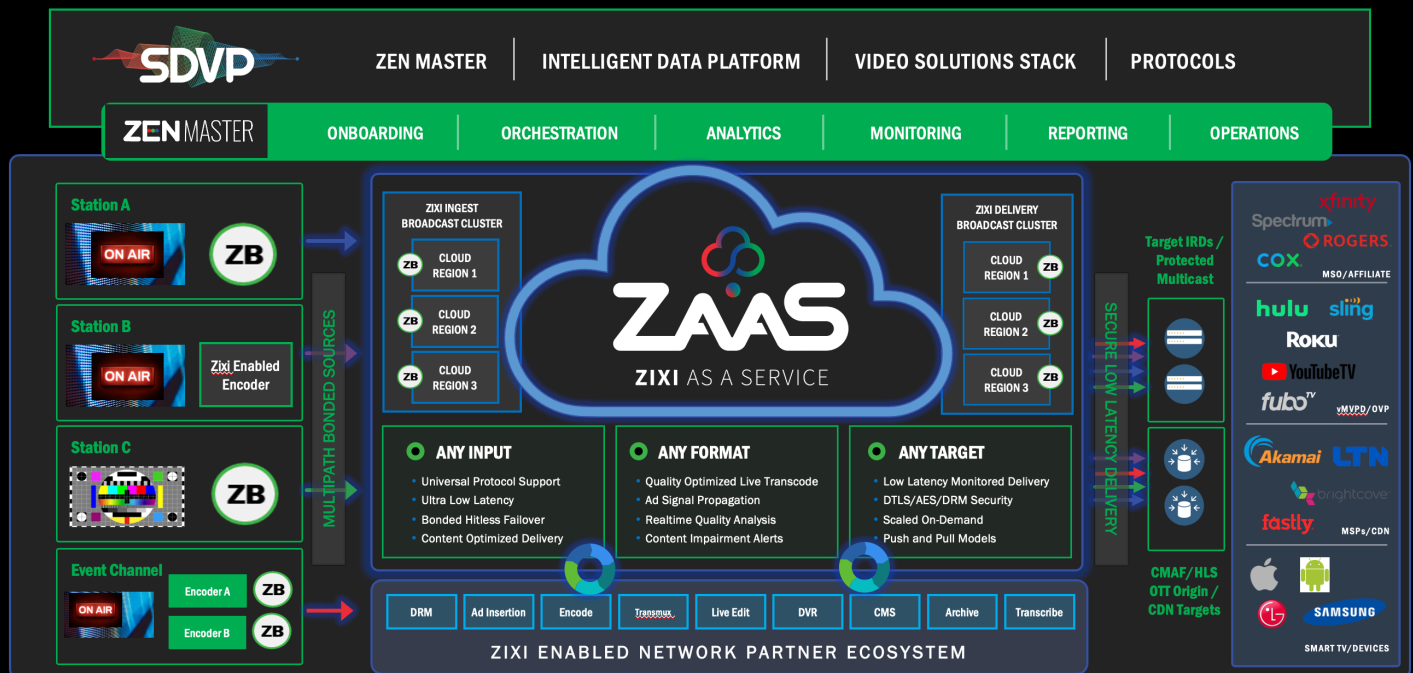 SDVP
ZEN MASTER
INTELLIGENT DATA PLATFORM
VIDEO SOLUTIONS STACK
PROTOCOLS
ZENMASTER
ONBOARDING
ORCHESTRATION
ANALYTICS
MONITORING
REPORTING
OPERATIONS
Station A
ON AIR
ZB
Station B
ON AIR
Zixi Enabled
Encoder
Station C
ZB
Event Channel
ON AIR
Encoder A
ZB
Encoder B
ZB
MULTIPATH BONDED SOURCES
ZIXI INGEST
BROADCAST CLUSTER
ZB
CLOUD
REGION 1
ZB
CLOUD
REGION 2
ZB
CLOUD
REGION 3
ZAAS
ZIXI AS A SERVICE
ZIXI DELIVERY
BROADCAST CLUSTER
CLOUD
REGION 1
ZB
CLOUD
REGION 2
ZB
CLOUD
REGION 3
ZB
ANY INPUT
• Universal Protocol Support
• Ultra Low Latency
• Bonded Hitless Failover
• Content Optimized Delivery
ANY FORMAT
• Quality Optimized Live Transcode
• Ad Signal Propagation
• Realtime Quality Analysis
• Content Impairment Alerts
ANY TARGET
• Low Latency Monitored Delivery
• DTLS/AES/DRM Security
• Scaled On-Demand
• Push and Pull Models
DRM
Ad Insertion
Encode
Transmux
Live Edit
DVR
CMS
Archive
Transcribe
ZIXI ENABLED NETWORK PARTNER ECOSYSTEM
SECURE LOW LATENCY DELIVERY
Target IRDs /
Protected
Multicast
CMAF/HLS
OTT Origin /
CDN Targets
xfinity
Spectrum
ROGERS
COX
MSO/AFFILIATE
hulu
sling
Roku
YouTubeTV
fuboTV
vMVPD/OVP
Akamai
LTN
brightcove
fastly
MSPs/CDN
LG
SAMSUNG
SMART TV/DEVICES